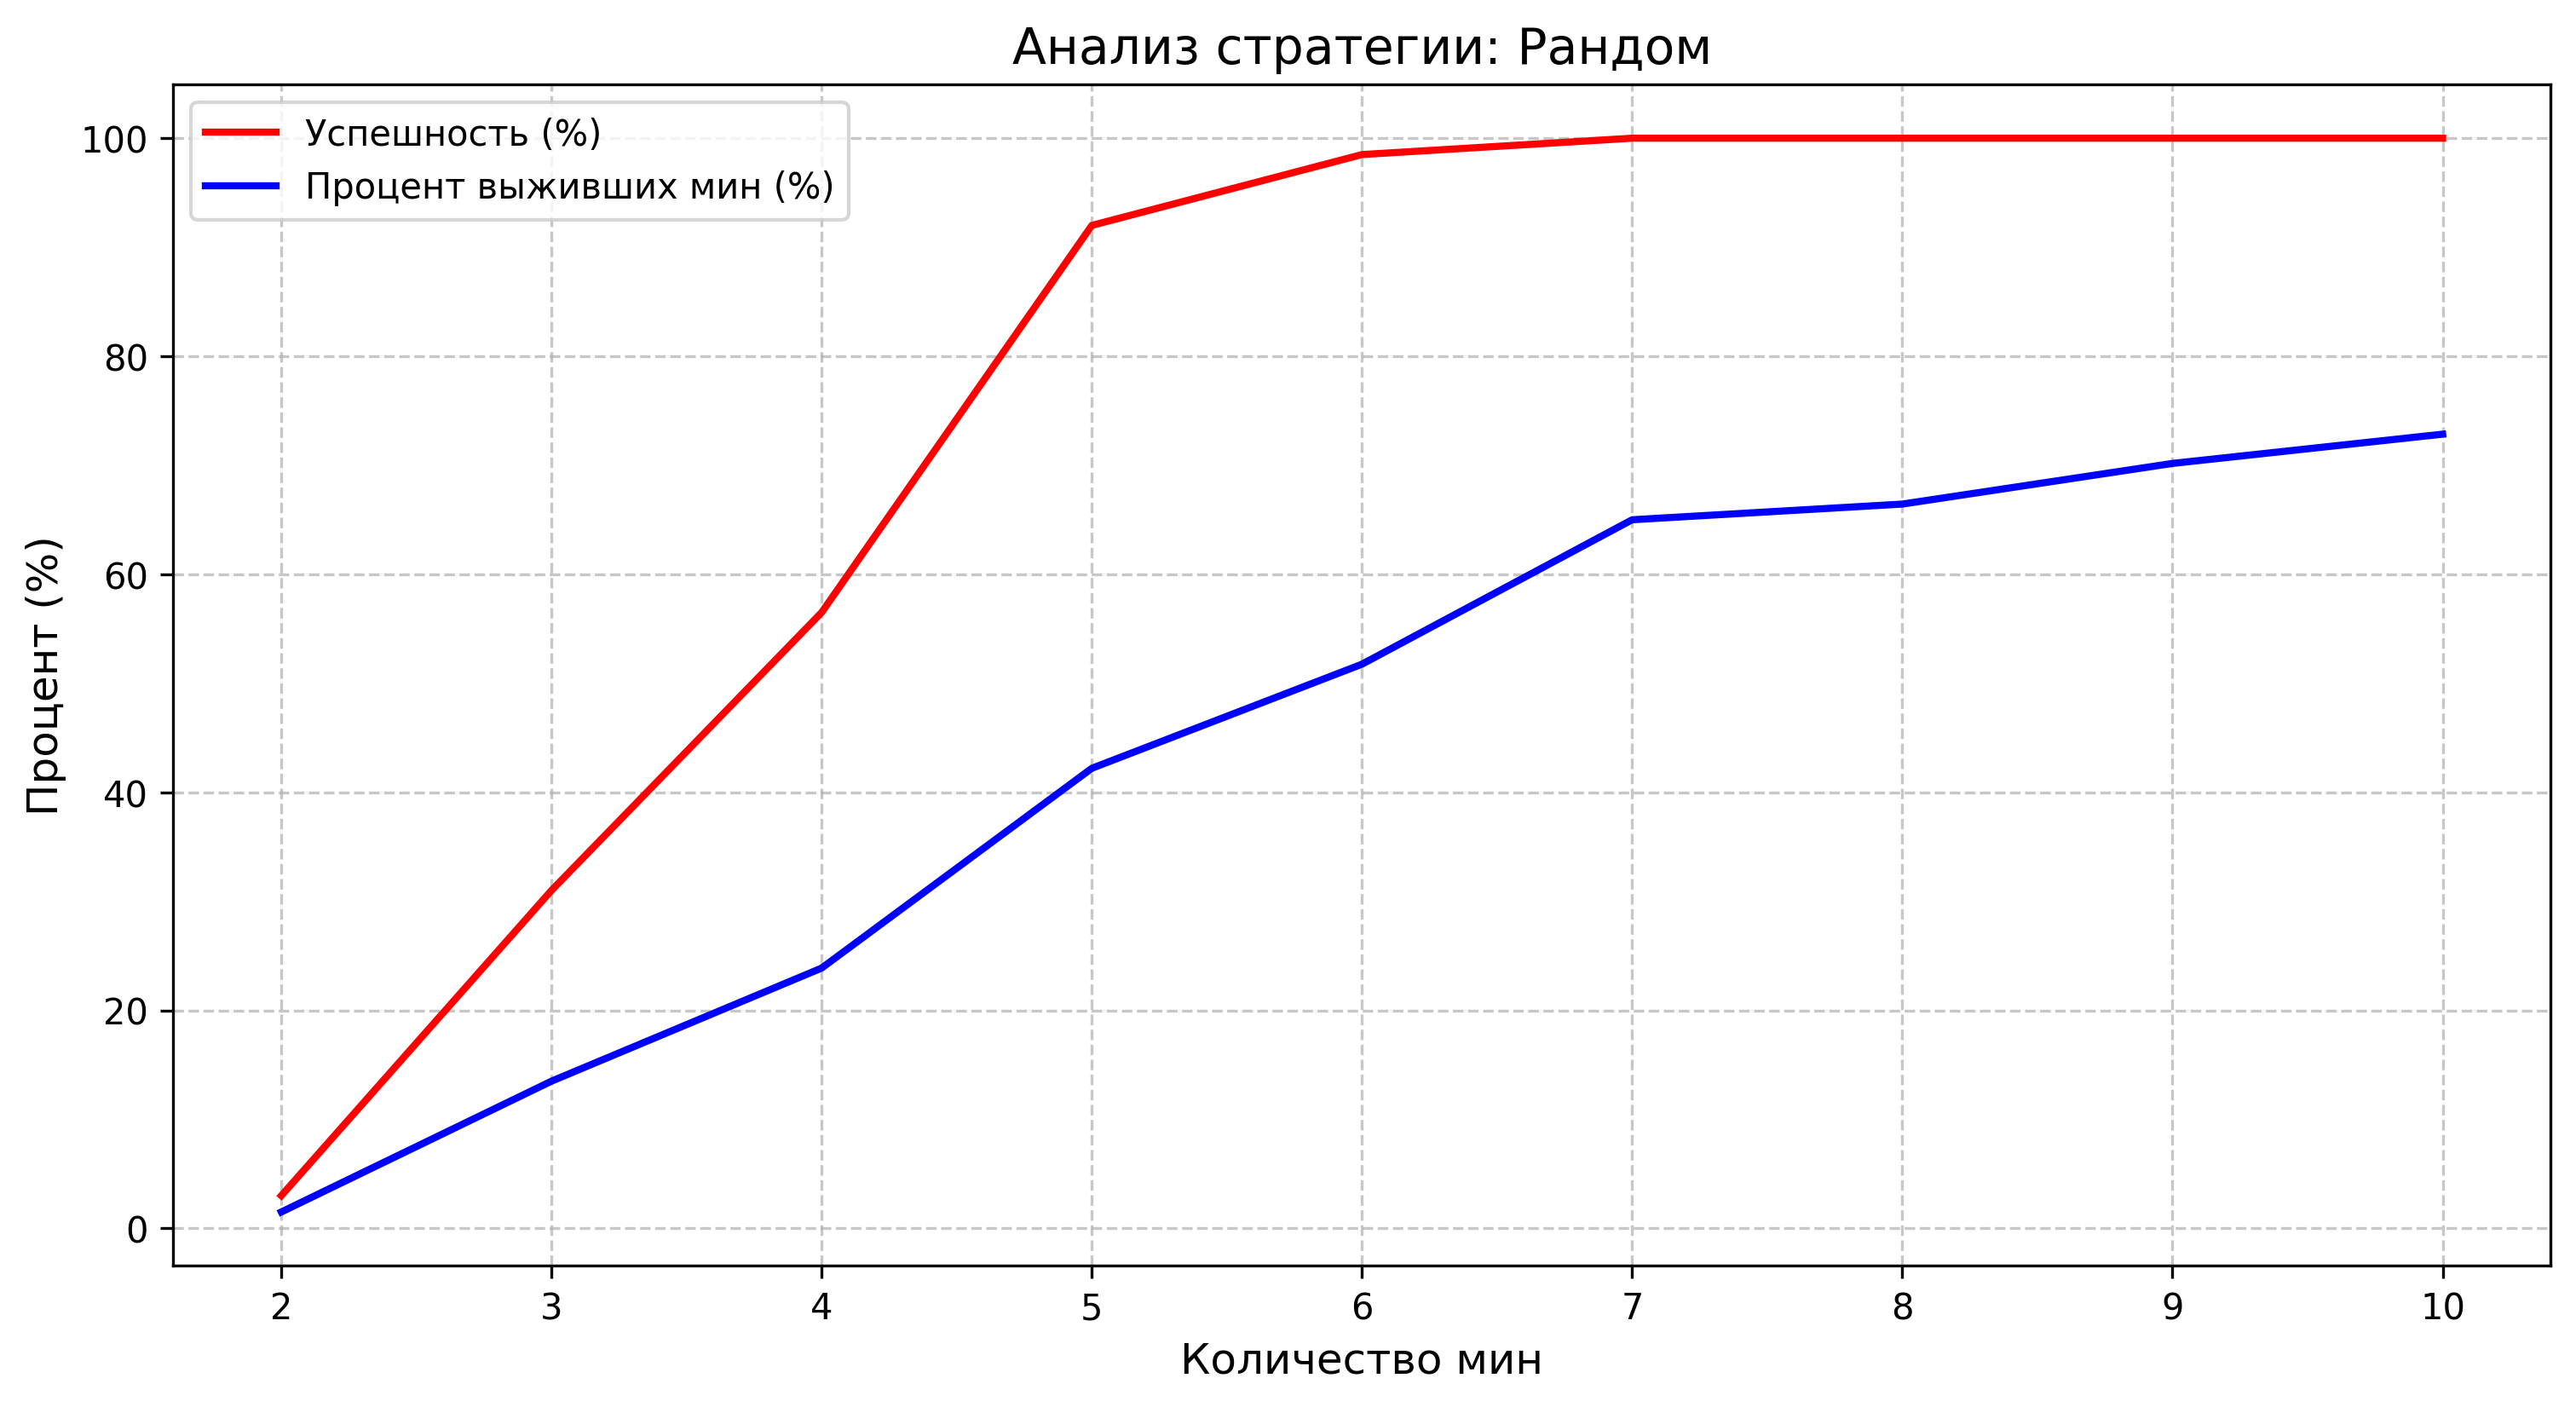 Анализ стратегии: Рандом
Успешность (%)
Процент выживших мин (%)
Процент (%)
100
80
60
40
20
0
2 3 4 5 6 7 8 9 10
Количество мин